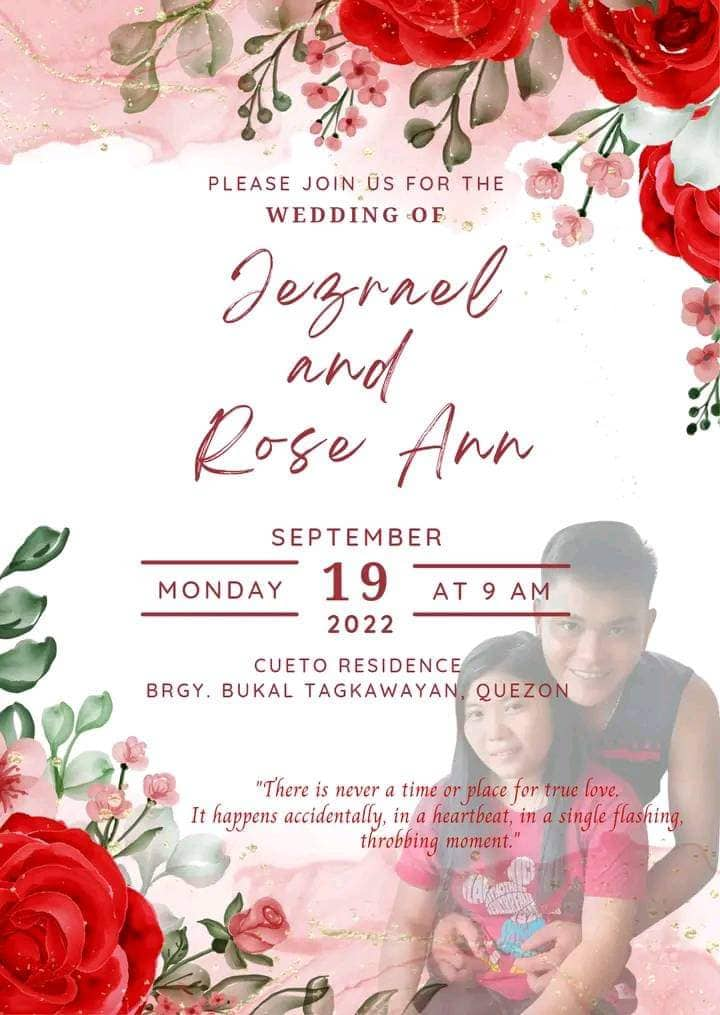 PLEASE JOIN US FOR THE
WEDDING OF
Jezrael
and
Rose Ann
SEPTEMBER
MONDAY 19 AT 9 AM
2022
CUETO RESIDENCE
BRGY. BUKAL TAGKAWAYAN, QUEZON
"There is never a time or place for true love.
It happens accidentally, in a heartbeat, in a single flashing,
throbbing moment."